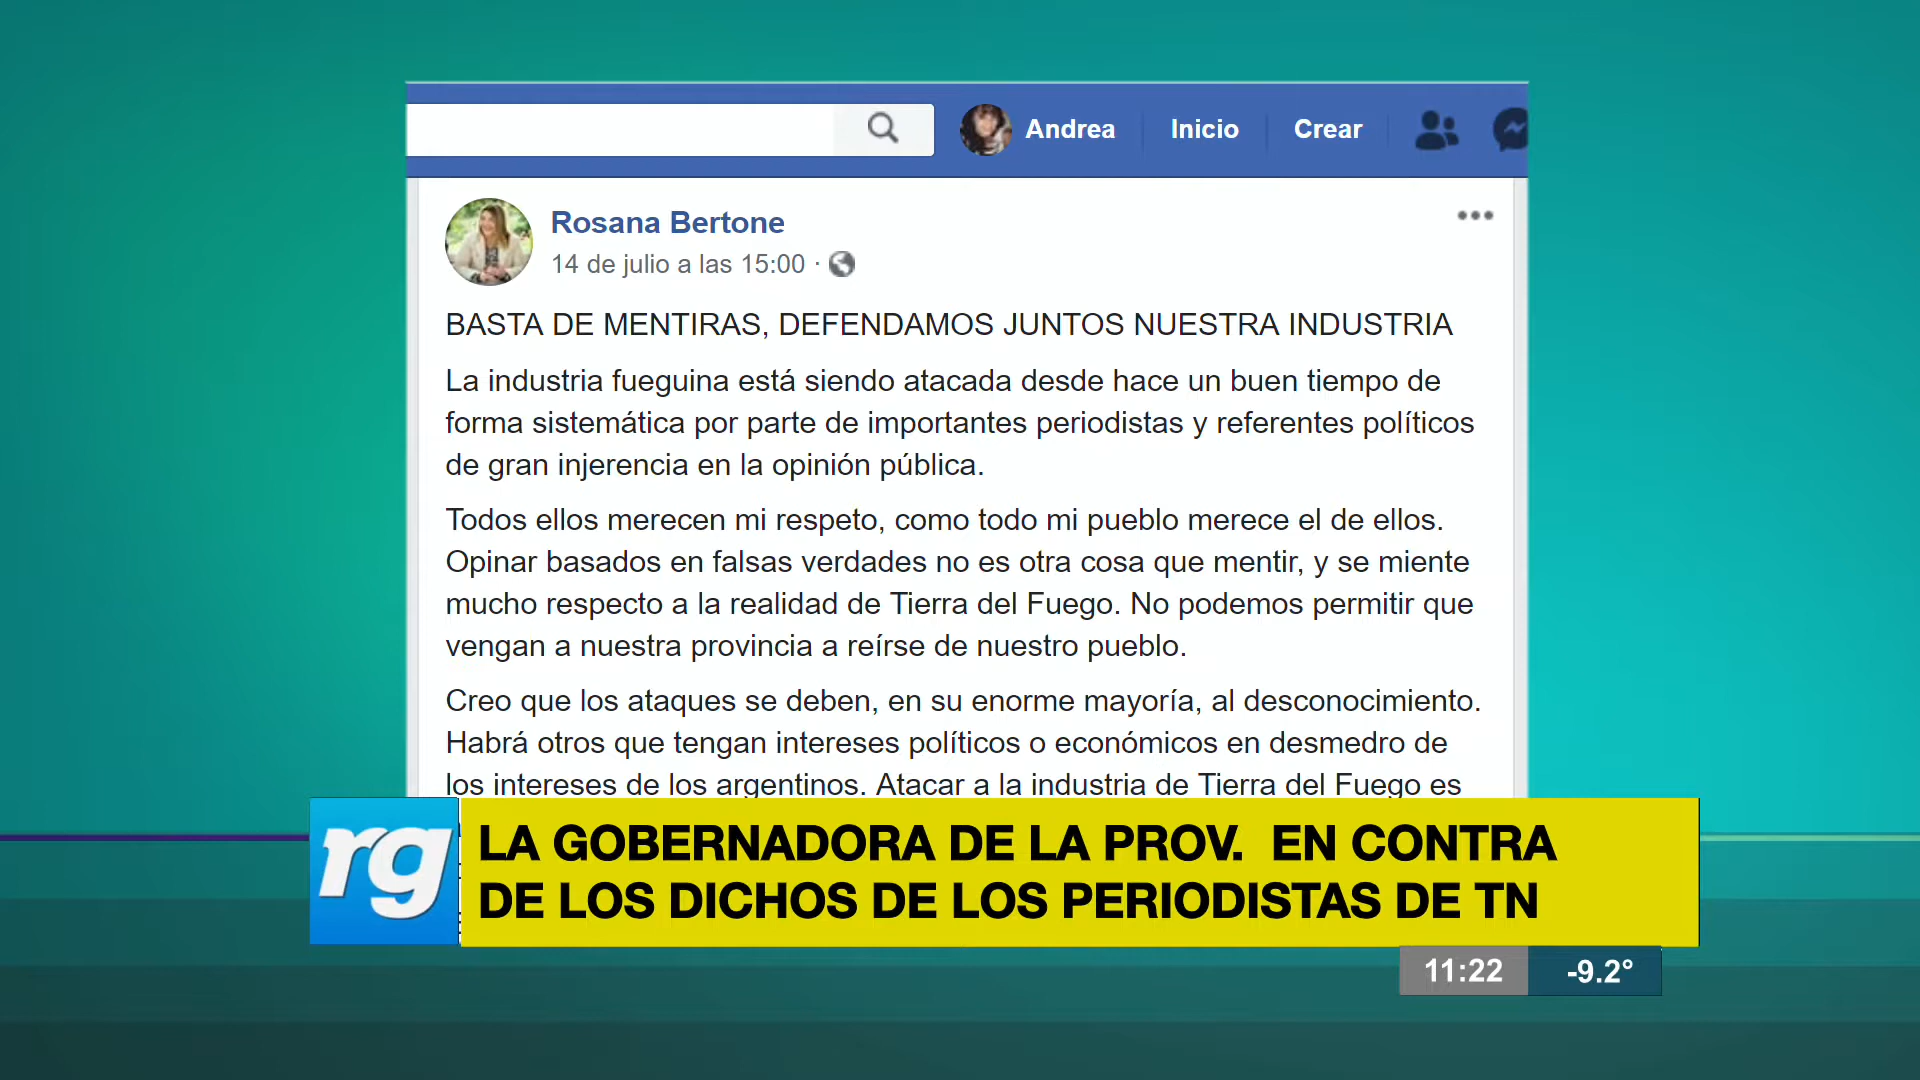 Andrea
Inicio
Crear
Rosana Bertone
14 de julio a las 15:00 ·
BASTA DE MENTIRAS, DEFENDAMOS JUNTOS NUESTRA INDUSTRIA
La industria fueguina está siendo atacada desde hace un buen tiempo de
forma sistemática por parte de importantes periodistas y referentes políticos
de gran injerencia en la opinión pública.
Todos ellos merecen mi respeto, como todo mi pueblo merece el de ellos.
Opinar basados en falsas verdades no es otra cosa que mentir, y se miente
mucho respecto a la realidad de Tierra del Fuego. No podemos permitir que
vengan a nuestra provincia a reírse de nuestro pueblo.
Creo que los ataques se deben, en su enorme mayoría, al desconocimiento.
Habrá otros que tengan intereses políticos o económicos en desmedro de
los intereses de los argentinos. Atacar a la industria de Tierra del Fuego es
rg
LA GOBERNADORA DE LA PROV. EN CONTRA
DE LOS DICHOS DE LOS PERIODISTAS DE TN
11:22
-9.2°